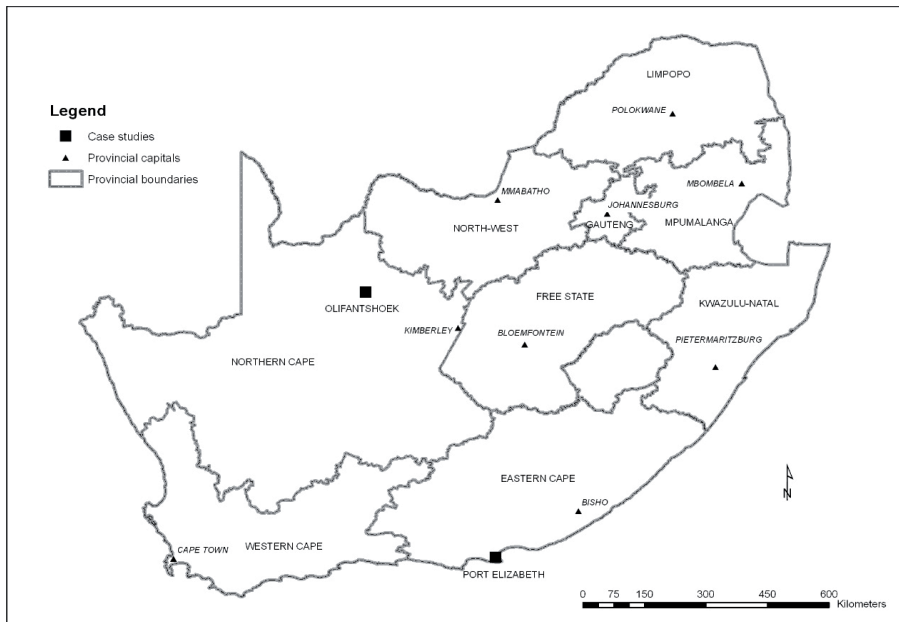 LIMPOPO
POLOKWANE
Legend
Case studies
Provincial capitals
Provincial boundaries
MBOMBELA
MMABATHO
JOHANNESBURG
GAUTENG
MPUMALANGA
NORTH-WEST
FREE STATE
KWAZULU-NATAL
OLIFANTSHOEK
KIMBERLEY
BLOEMFONTEIN
PIETERMARITZBURG
NORTHERN CAPE
EASTERN CAPE
BISHO
N
CAPE TOWN
WESTERN CAPE
PORT ELIZABETH
0 75 150 300 450 600
Kilometers